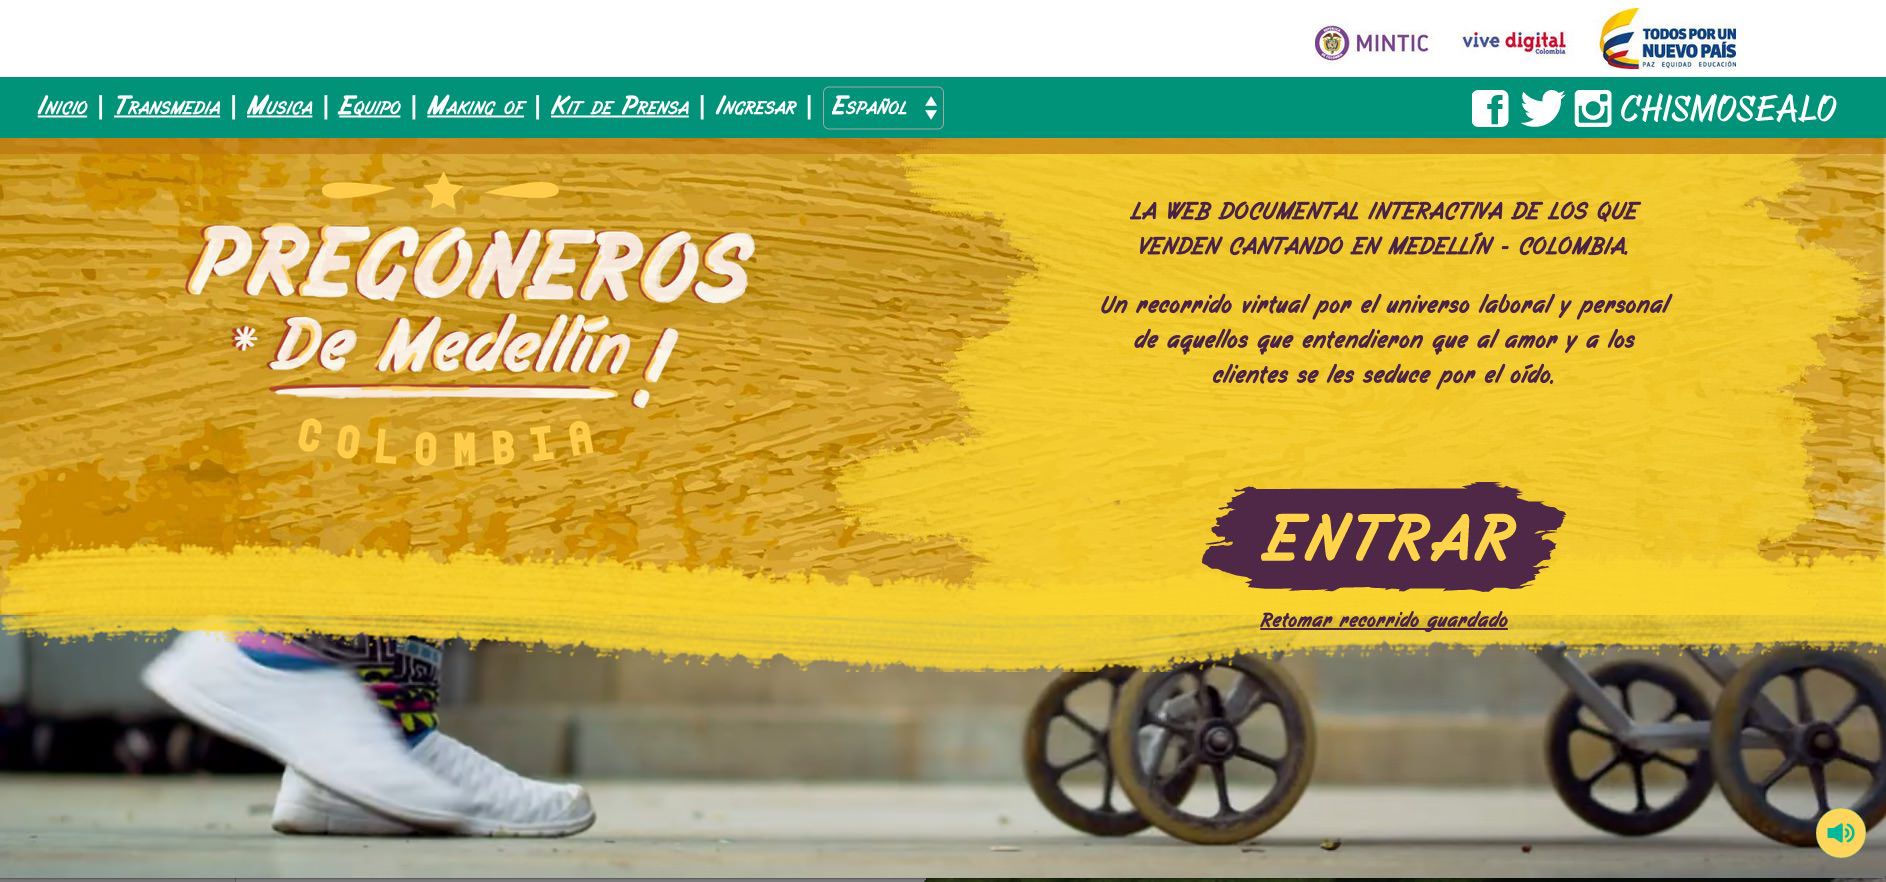 MINTIC
vive digital
Colombia
TODOS POR UN
NUEVO PAÍS
PAZ EQUIDAD EDUCACIÓN
Inicio | Transmedia | Musica | Equipo | Making of | Kit de Prensa | Ingresar | Español
CHISMOSEALO
PREGONEROS
De Medellín!
COLOMBIA
LA WEB DOCUMENTAL INTERACTIVA DE LOS QUE
VENDEN CANTANDO EN MEDELLÍN - COLOMBIA.
Un recorrido virtual por el universo laboral y personal
de aquellos que entendieron que al amor y a los
clientes se les seduce por el oído.
ENTRAR
Retomar recorrido guardado